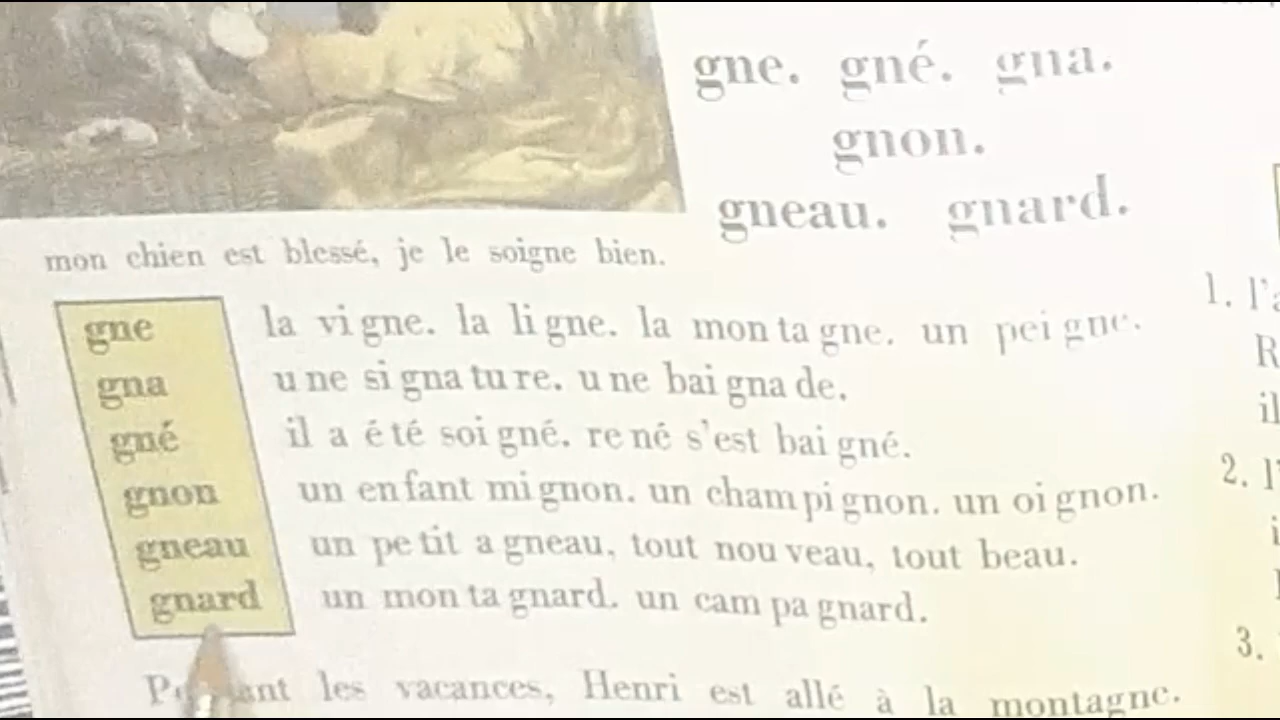 gne. gné. gna.
gnon.
gneau. gnard.
mon chien est blessé, je le soigne bien.
gne la vi gne. la li gne. la mon ta gne. un pei gne.
gna u ne si gna tu re. u ne bai gna de.
gné il a é té soi gné. re né s'est bai gné.
gnon un en fant mi gnon. un cham pi gnon. un oi gnon.
gneau un pe tit a gneau, tout nou veau, tout beau.
gnard un mon ta gnard. un cam pa gnard.
les vacances, Henri est allé à la montagne.
1.
2.
3.